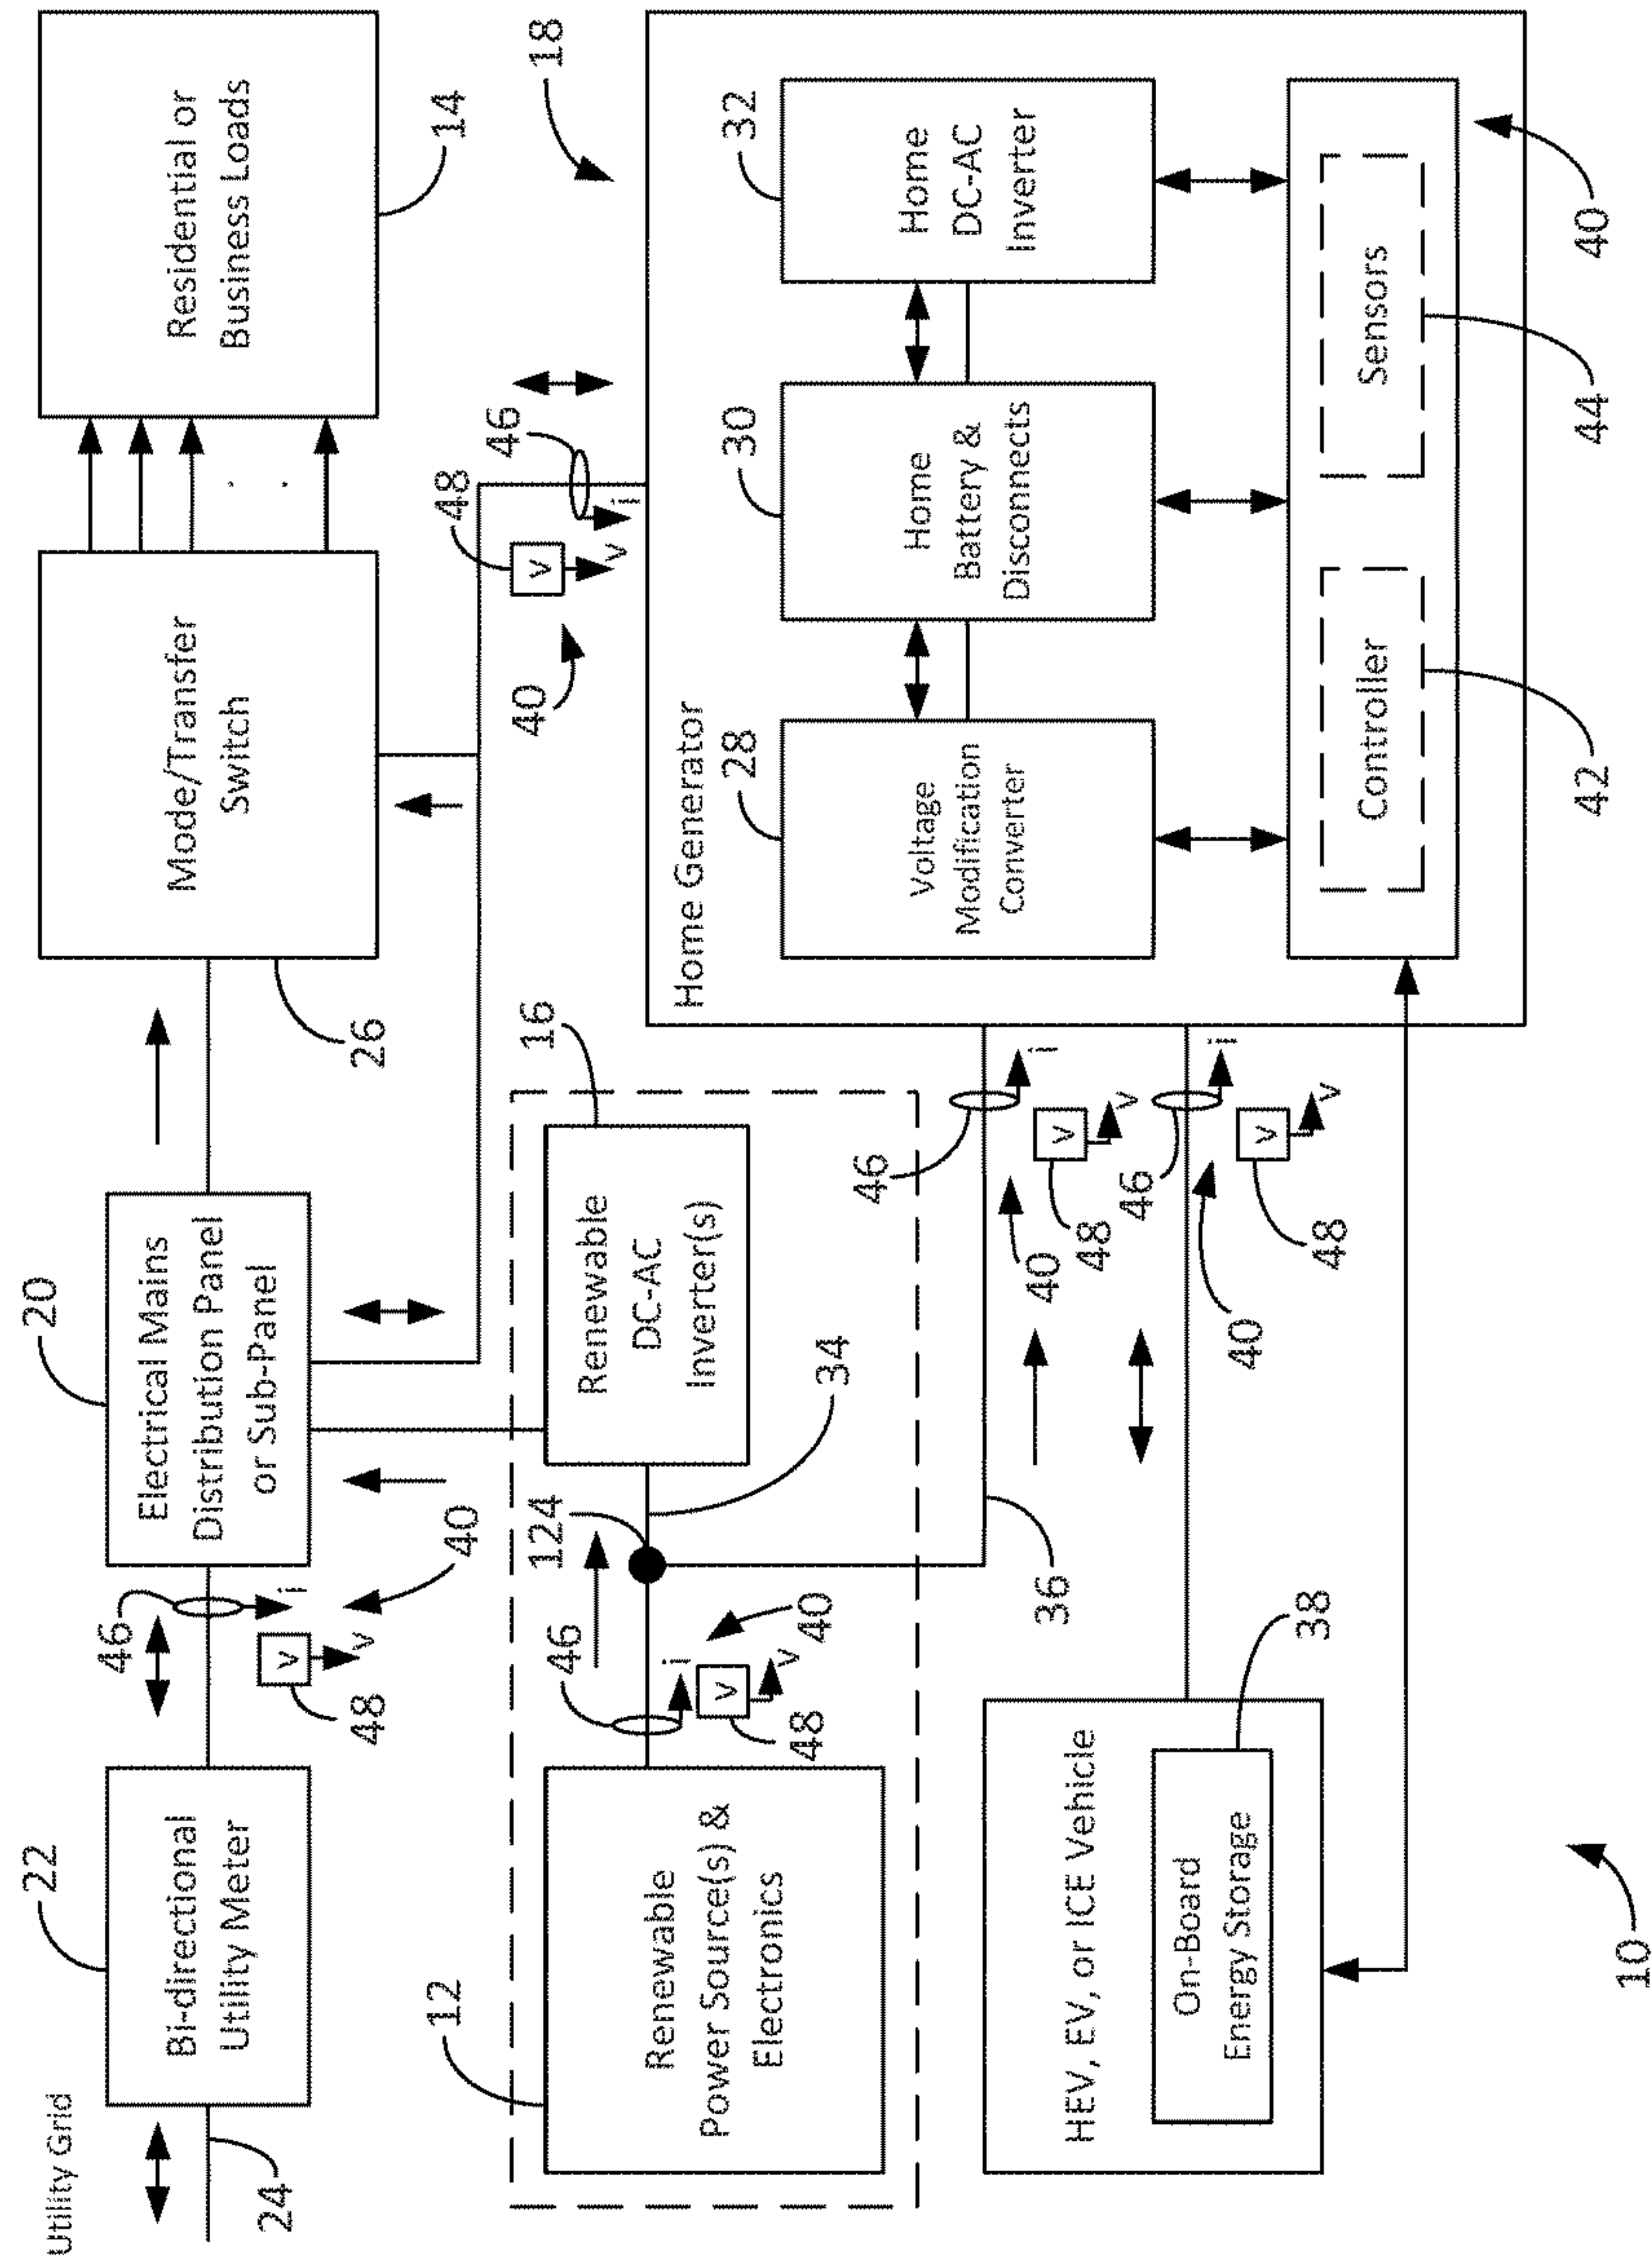 Utility Grid
24
22
Bi-directional
Utility Meter
46
i
v
v
48
40
20
Electrical Mains
Distribution Panel
or Sub-Panel
26
Mode/Transfer
Switch
Residential or
Business Loads
14
12
Renewable
Power Source(s) &
Electronics
46
i
v
v
48
40
124
34
16
Renewable
DC-AC
Inverter(s)
48
v
v
46
i
40
18
36
46
i
v
v
48
40
46
i
v
v
48
40
HEV, EV, or ICE Vehicle
On-Board
Energy Storage
38
Home Generator
28
Voltage
Modification
Converter
30
Home
Battery &
Disconnects
32
Home
DC-AC
Inverter
Controller
42
Sensors
44
40
10